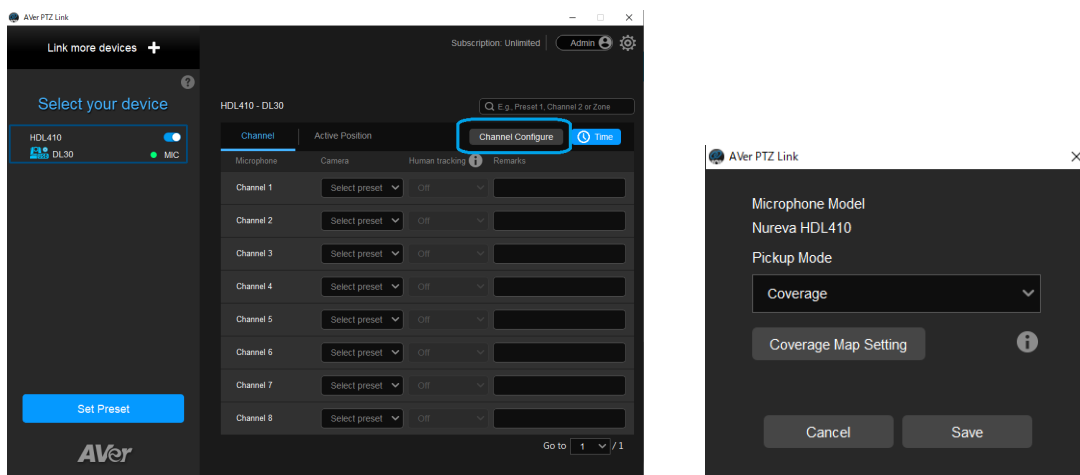 AVer PTZ Link
Link more devices +
Subscription: Unlimited
Admin
Select your device
HDL410
DL30
MIC
HDL410 - DL30
E.g., Preset 1, Channel 2 or Zone
Channel
Active Position
Channel Configure
Time
Microphone Camera Human tracking Remarks
Channel 1 Select preset Off
Channel 2 Select preset Off
Channel 3 Select preset Off
Channel 4 Select preset Off
Channel 5 Select preset Off
Channel 6 Select preset Off
Channel 7 Select preset Off
Channel 8 Select preset Off
Set Preset
AVer
Go to 1 / 1
AVer PTZ Link
Microphone Model
Nureva HDL410
Pickup Mode
Coverage
Coverage Map Setting
Cancel
Save